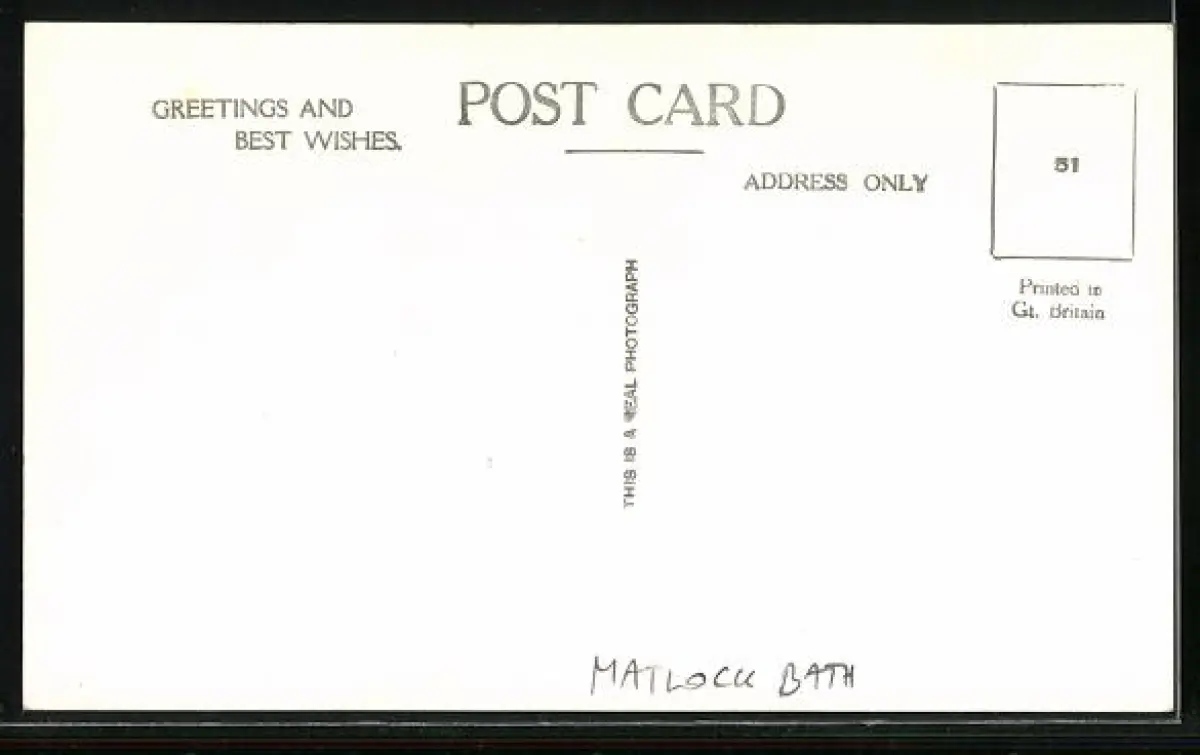 GREETINGS AND
BEST WISHES.
POST CARD
ADDRESS ONLY
51
Printed in
Gt. Britain
THIS IS A REAL PHOTOGRAPH
MATLOCK BATH